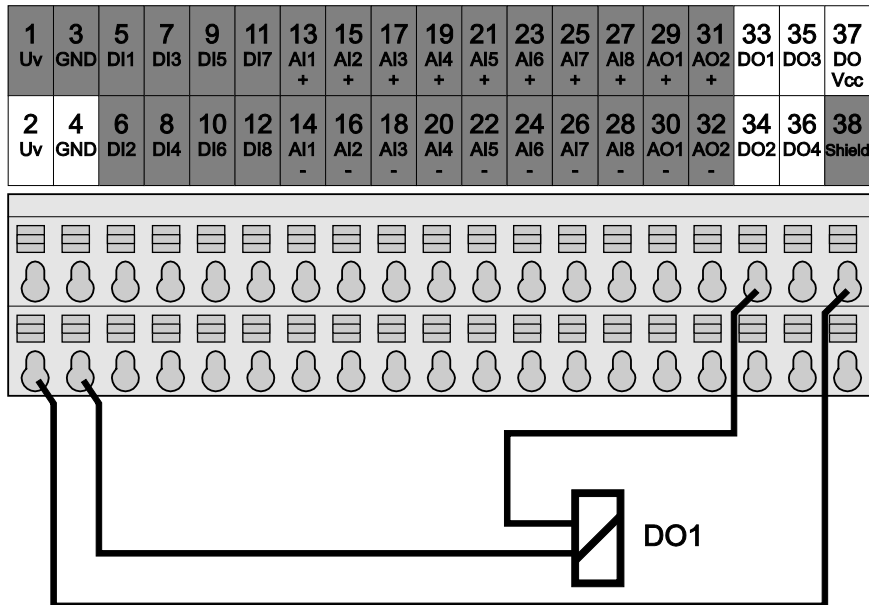 1 3 5 7 9 11 13 15 17 19 21 23 25 27 29 31 33 35 37
Uv GND DI1 DI3 DI5 DI7 AI1 AI2 AI3 AI4 AI5 AI6 AI7 AI8 AO1 AO2 DO1 DO3 DO
+ + + + + + + + + + Vcc
2 4 6 8 10 12 14 16 18 20 22 24 26 28 30 32 34 36 38
Uv GND DI2 DI4 DI6 DI8 AI1 AI2 AI3 AI4 AI5 AI6 AI7 AI8 AO1 AO2 DO2 DO4 Shield
- - - - - - - - - -
DO1